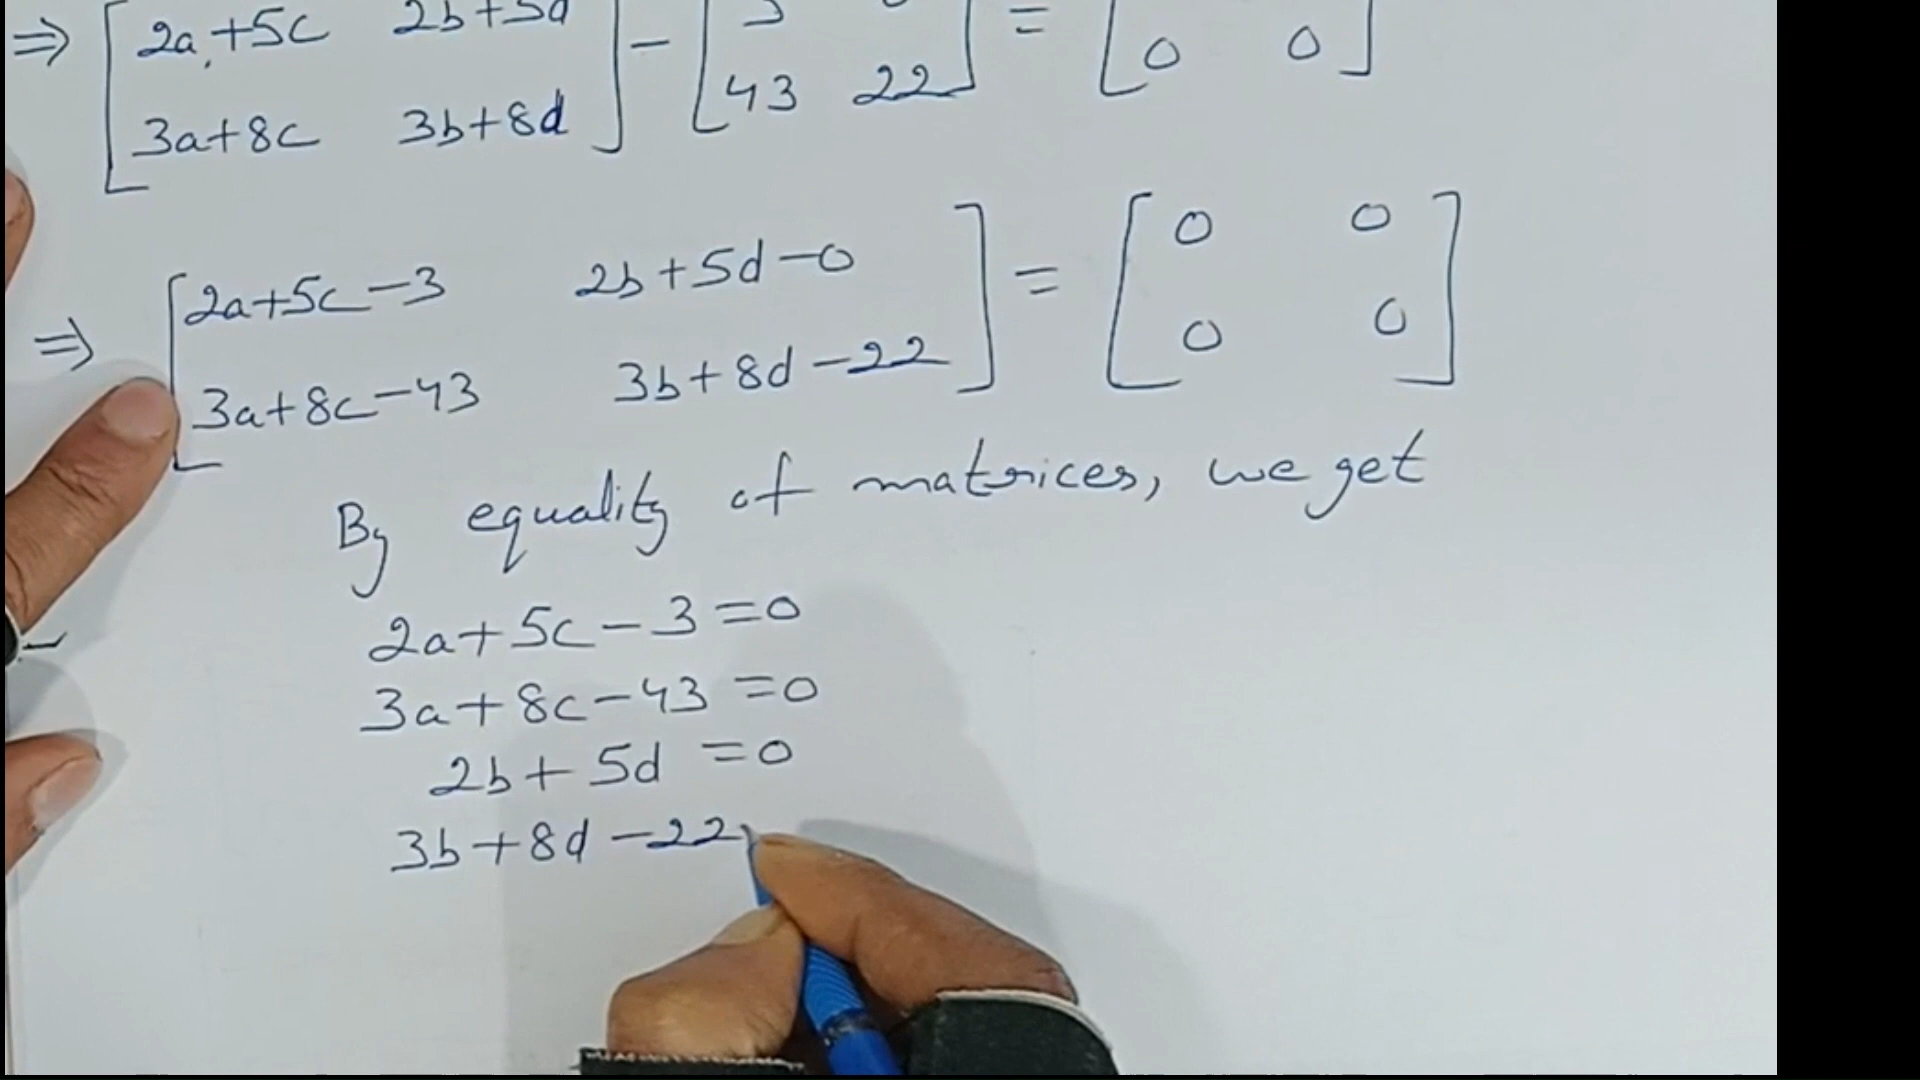 ⇒ [2a+5c 2b+5d] - [3 0] = [
3a+8c 3b+8d 43 22 0 0]
⇒ [2a+5c-3 2b+5d-0] = [0 0]
3a+8c-43 3b+8d-22 0 0
By equality of matrices, we get
2a+5c-3=0
3a+8c-43=0
2b+5d=0
3b+8d-22